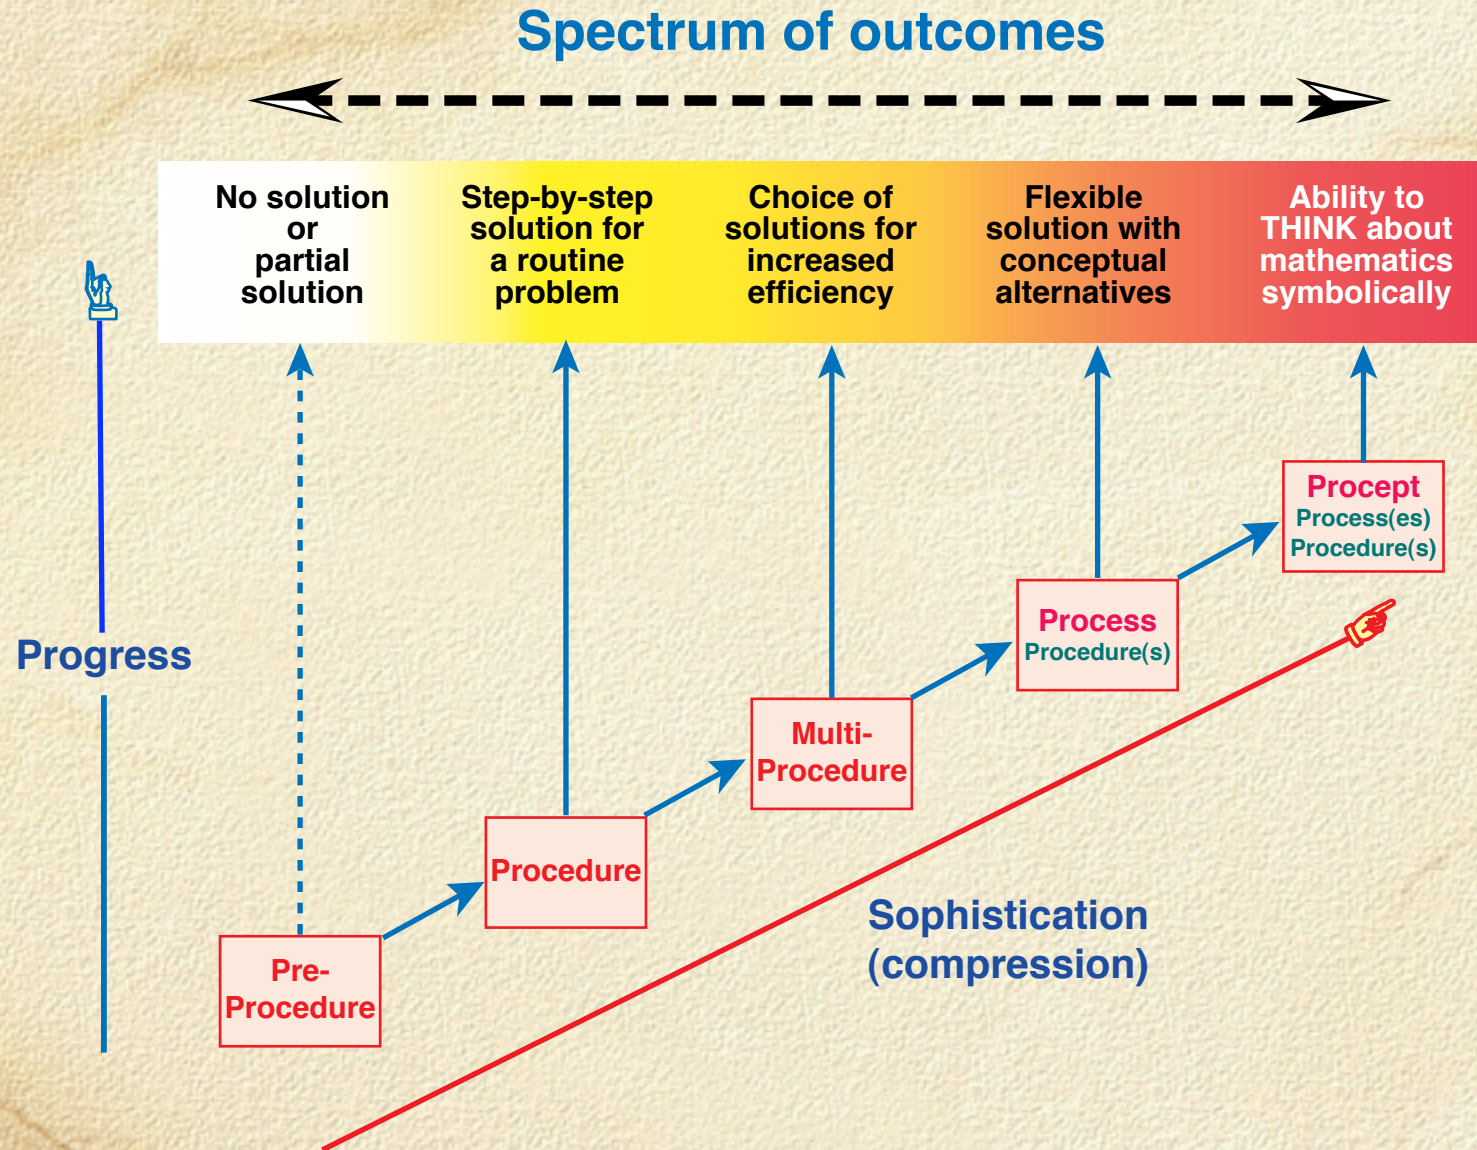 Spectrum of outcomes
No solution
or
partial
solution
Step-by-step
solution for
a routine
problem
Choice of
solutions for
increased
efficiency
Flexible
solution with
conceptual
alternatives
Ability to
THINK about
mathematics
symbolically
Procept
Process(es)
Procedure(s)
Process
Procedure(s)
Progress
Multi-
Procedure
Procedure
Sophistication
(compression)
Pre-
Procedure